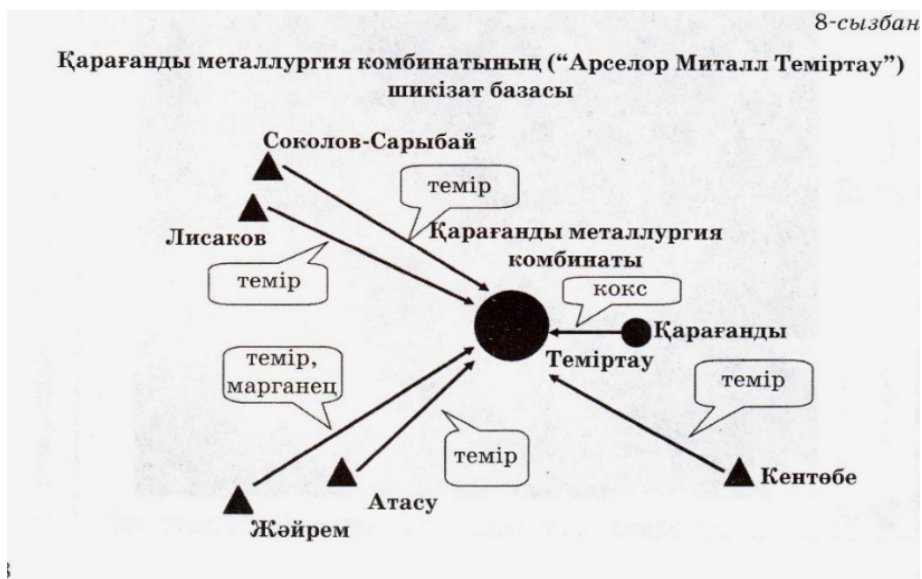 8-сызбан
Қарағанды металлургия комбинатының (“Арселор Миталл Теміртау”)
шикізат базасы
Соколов-Сарыбай
темір
Лисаков
Қарағанды металлургия
комбинаты
темір
кокс
Қарағанды
Теміртау
темір,
марганец
темір
темір
Кентөбе
Атасу
Жәйрем